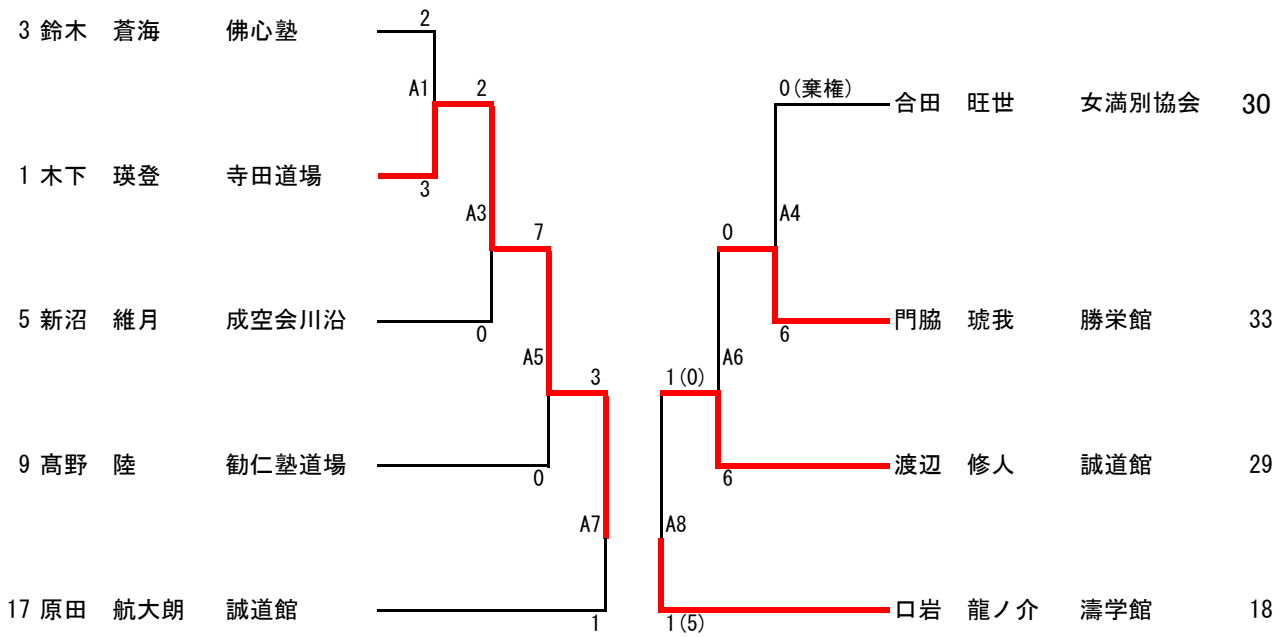 2
3 鈴木 蒼海 佛心塾
A1 2
1 木下 瑛登 寺田道場
3
A3 7
5 新沼 維月 成空会川沿
0
A5 3
9 髙野 陸 勧仁塾道場
0
A7
17 原田 航大朗 誠道館
1
0(棄権)
合田 旺世 女満別協会 30
A4
0
門脇 琥我 勝栄館 33
6
A6
1(0)
渡辺 修人 誠道館 29
6
A8
口岩 龍ノ介 濤学館 18
1(5)